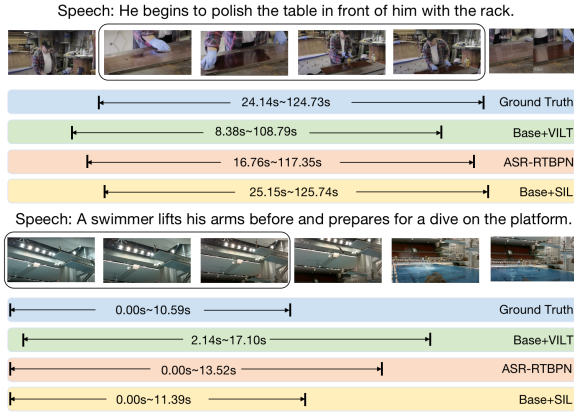 Speech: He begins to polish the table in front of him with the rack.
24.14s~124.73s Ground Truth
8.38s~108.79s Base+VILT
16.76s~117.35s ASR-RTBPN
25.15s~125.74s Base+SIL
Speech: A swimmer lifts his arms before and prepares for a dive on the platform.
0.00s~10.59s Ground Truth
2.14s~17.10s Base+VILT
0.00s~13.52s ASR-RTBPN
0.00s~11.39s Base+SIL